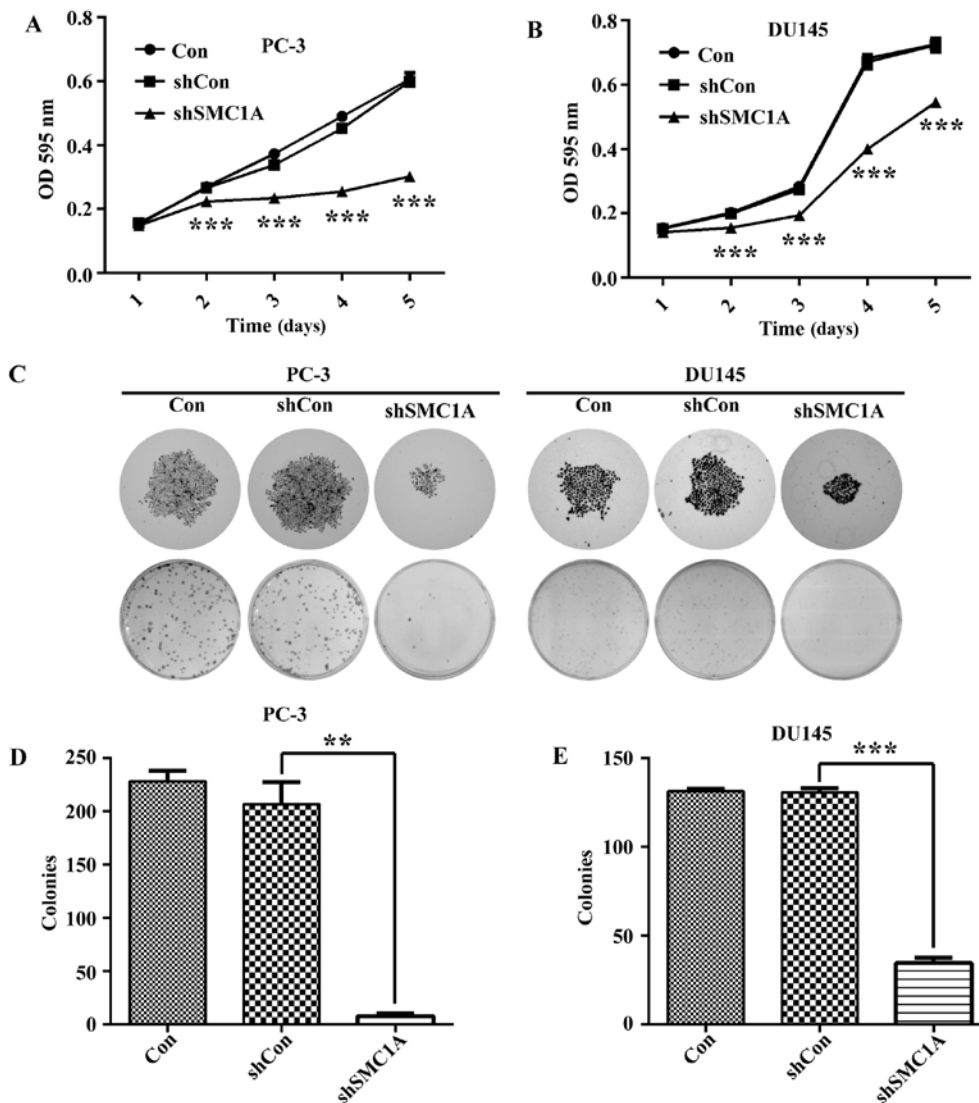 A
PC-3
Con
shCon
shSMC1A
OD 595 nm
0.8
0.6
0.4
0.2
0.0
***
***
***
***
1
2
3
4
5
Time (days)
B
DU145
Con
shCon
shSMC1A
OD 595 nm
0.8
0.6
0.4
0.2
0.0
***
***
***
***
1
2
3
4
5
Time (days)
C
PC-3
DU145
Con
shCon
shSMC1A
Con
shCon
shSMC1A
D
PC-3
**
Colonies
250
200
150
100
50
0
Con
shCon
shSMC1A
E
DU145
***
Colonies
150
100
50
0
Con
shCon
shSMC1A